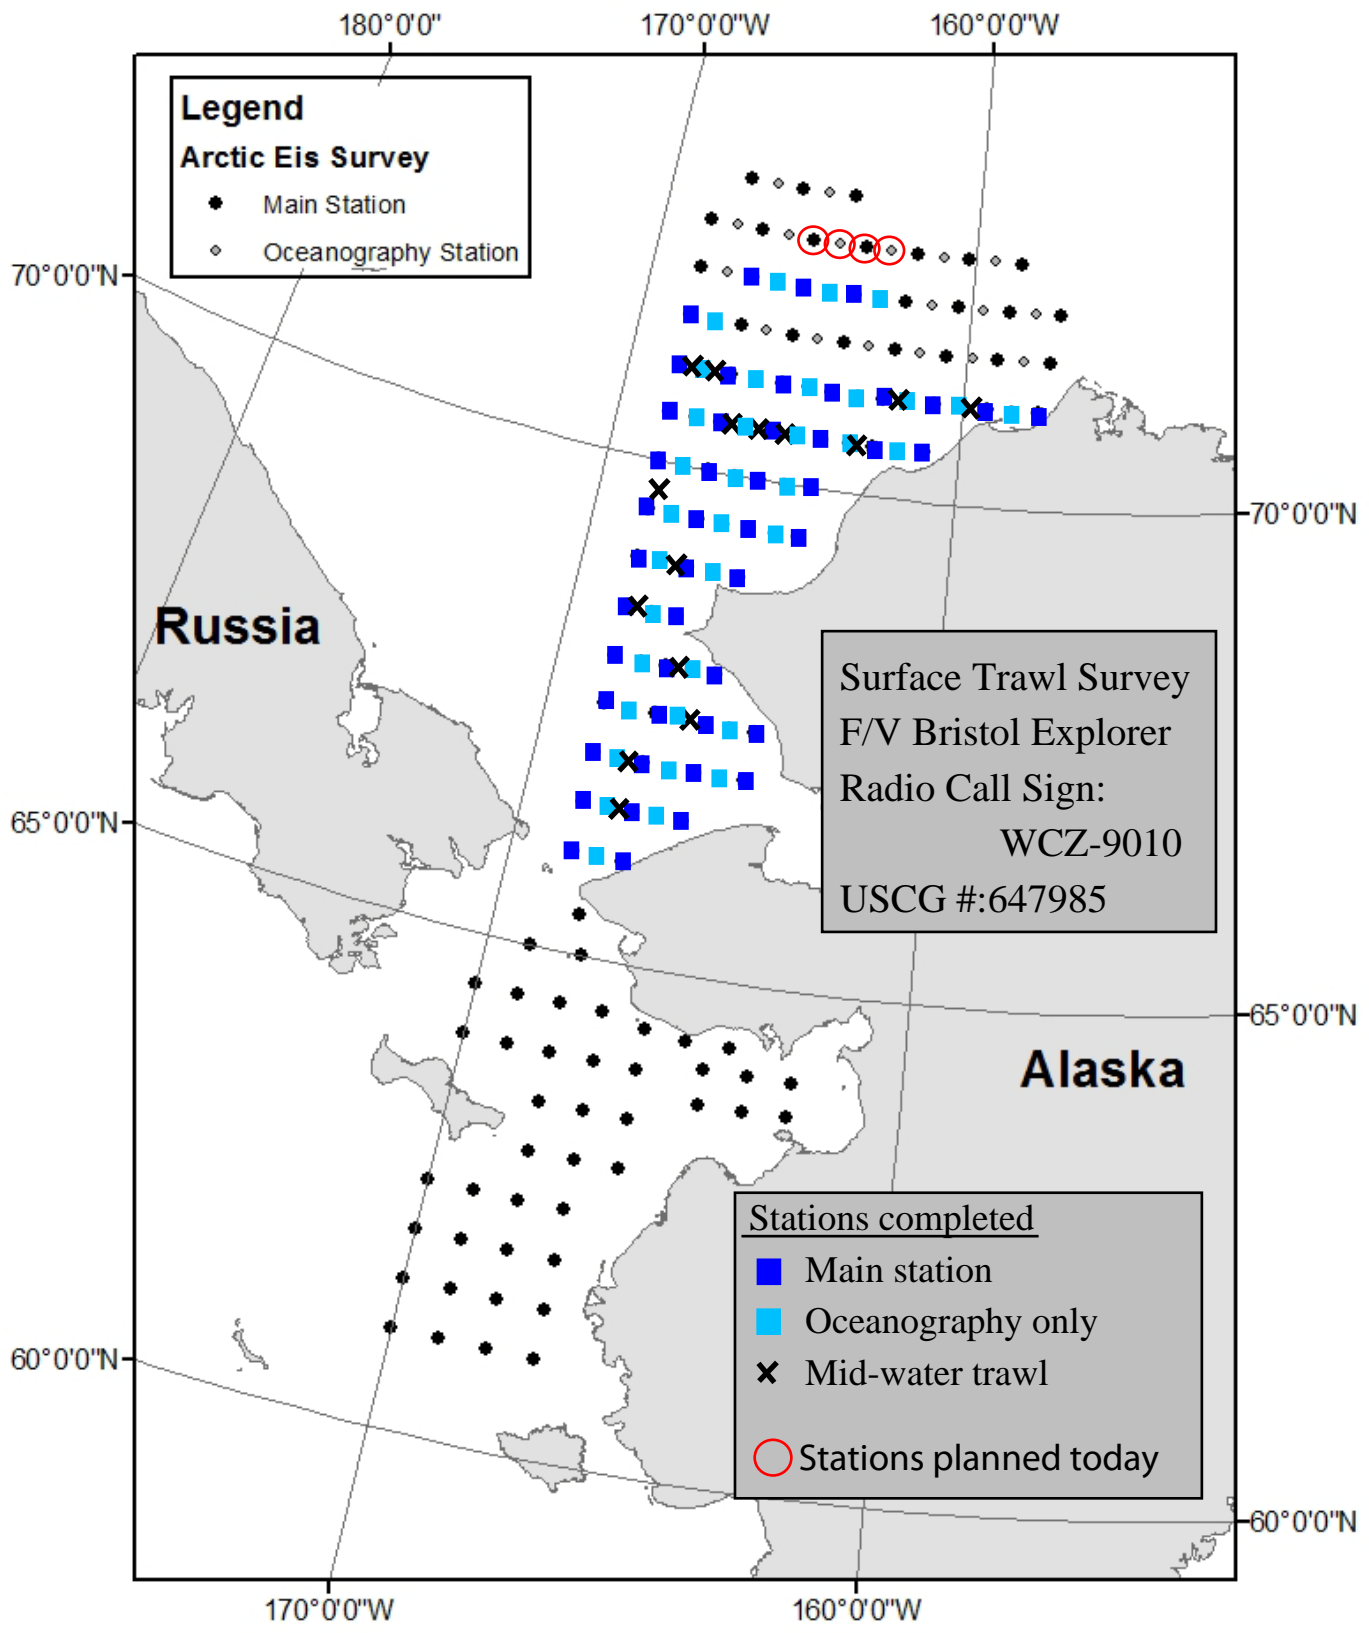 180°0'0"
170°0'0"W
160°0'0"W
Legend
Arctic Eis Survey
Main Station
Oceanography Station
70°0'0"N
70°0'0"N
Russia
Surface Trawl Survey
F/V Bristol Explorer
Radio Call Sign:
WCZ-9010
USCG #:647985
65°0'0"N
65°0'0"N
Alaska
Stations completed
Main station
Oceanography only
Mid-water trawl
Stations planned today
60°0'0"N
60°0'0"N
170°0'0"W
160°0'0"W